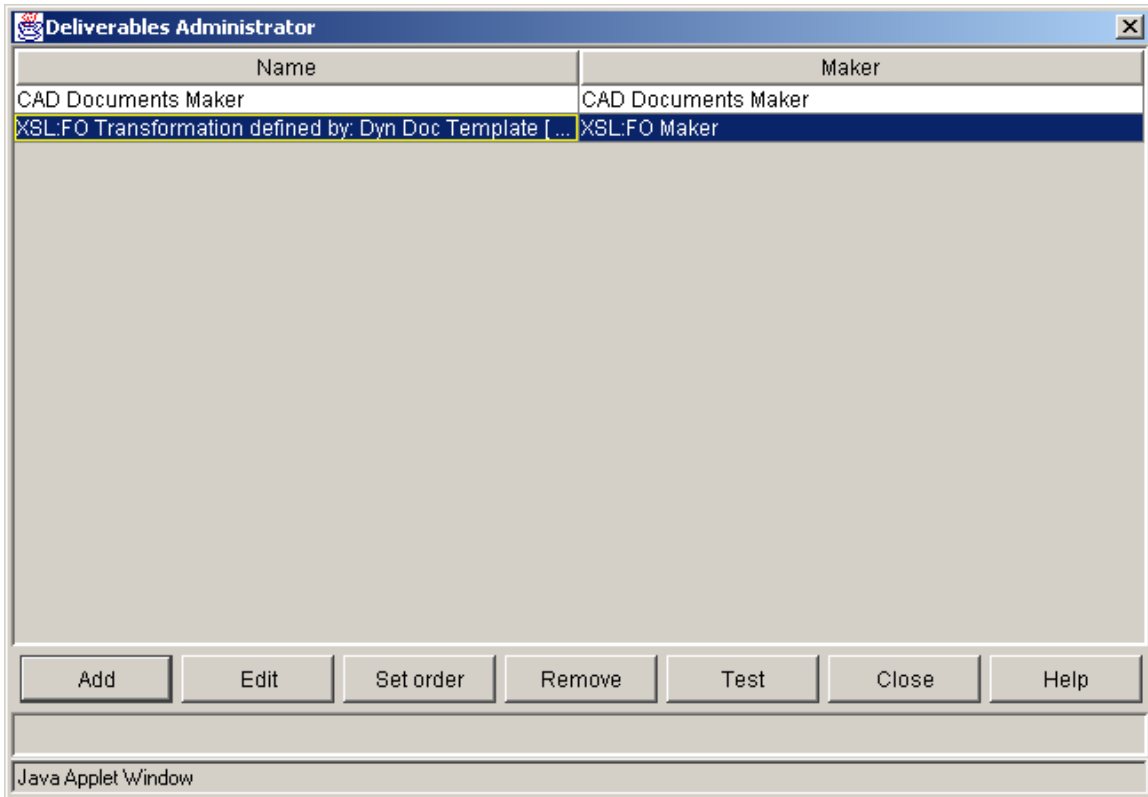 Deliverables Administrator
Name Maker
CAD Documents Maker CAD Documents Maker
XSL:FO Transformation defined by: Dyn Doc Template [ ... XSL:FO Maker
Add Edit Set order Remove Test Close Help
Java Applet Window